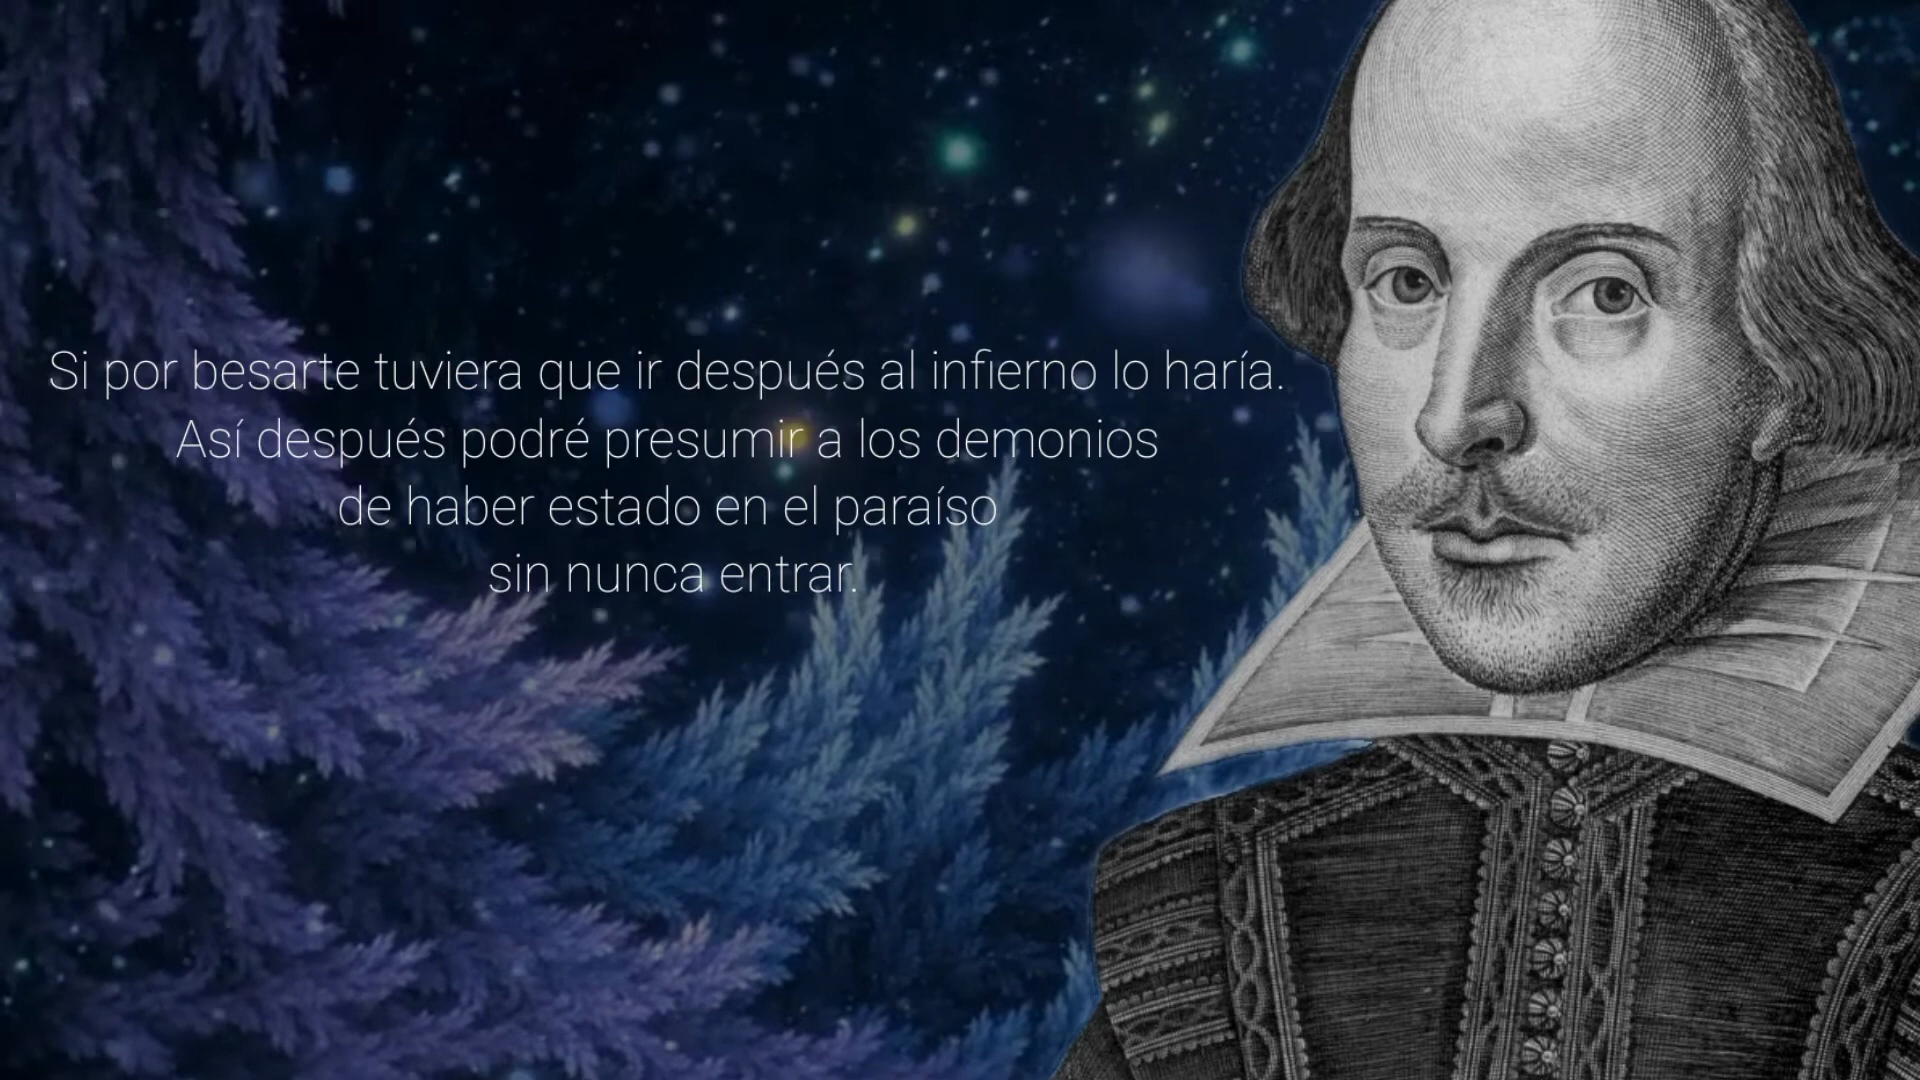 Si por besarte tuviera que ir después al infierno lo haría.
Así después podré presumir a los demonios
de haber estado en el paraíso
sin nunca entrar.